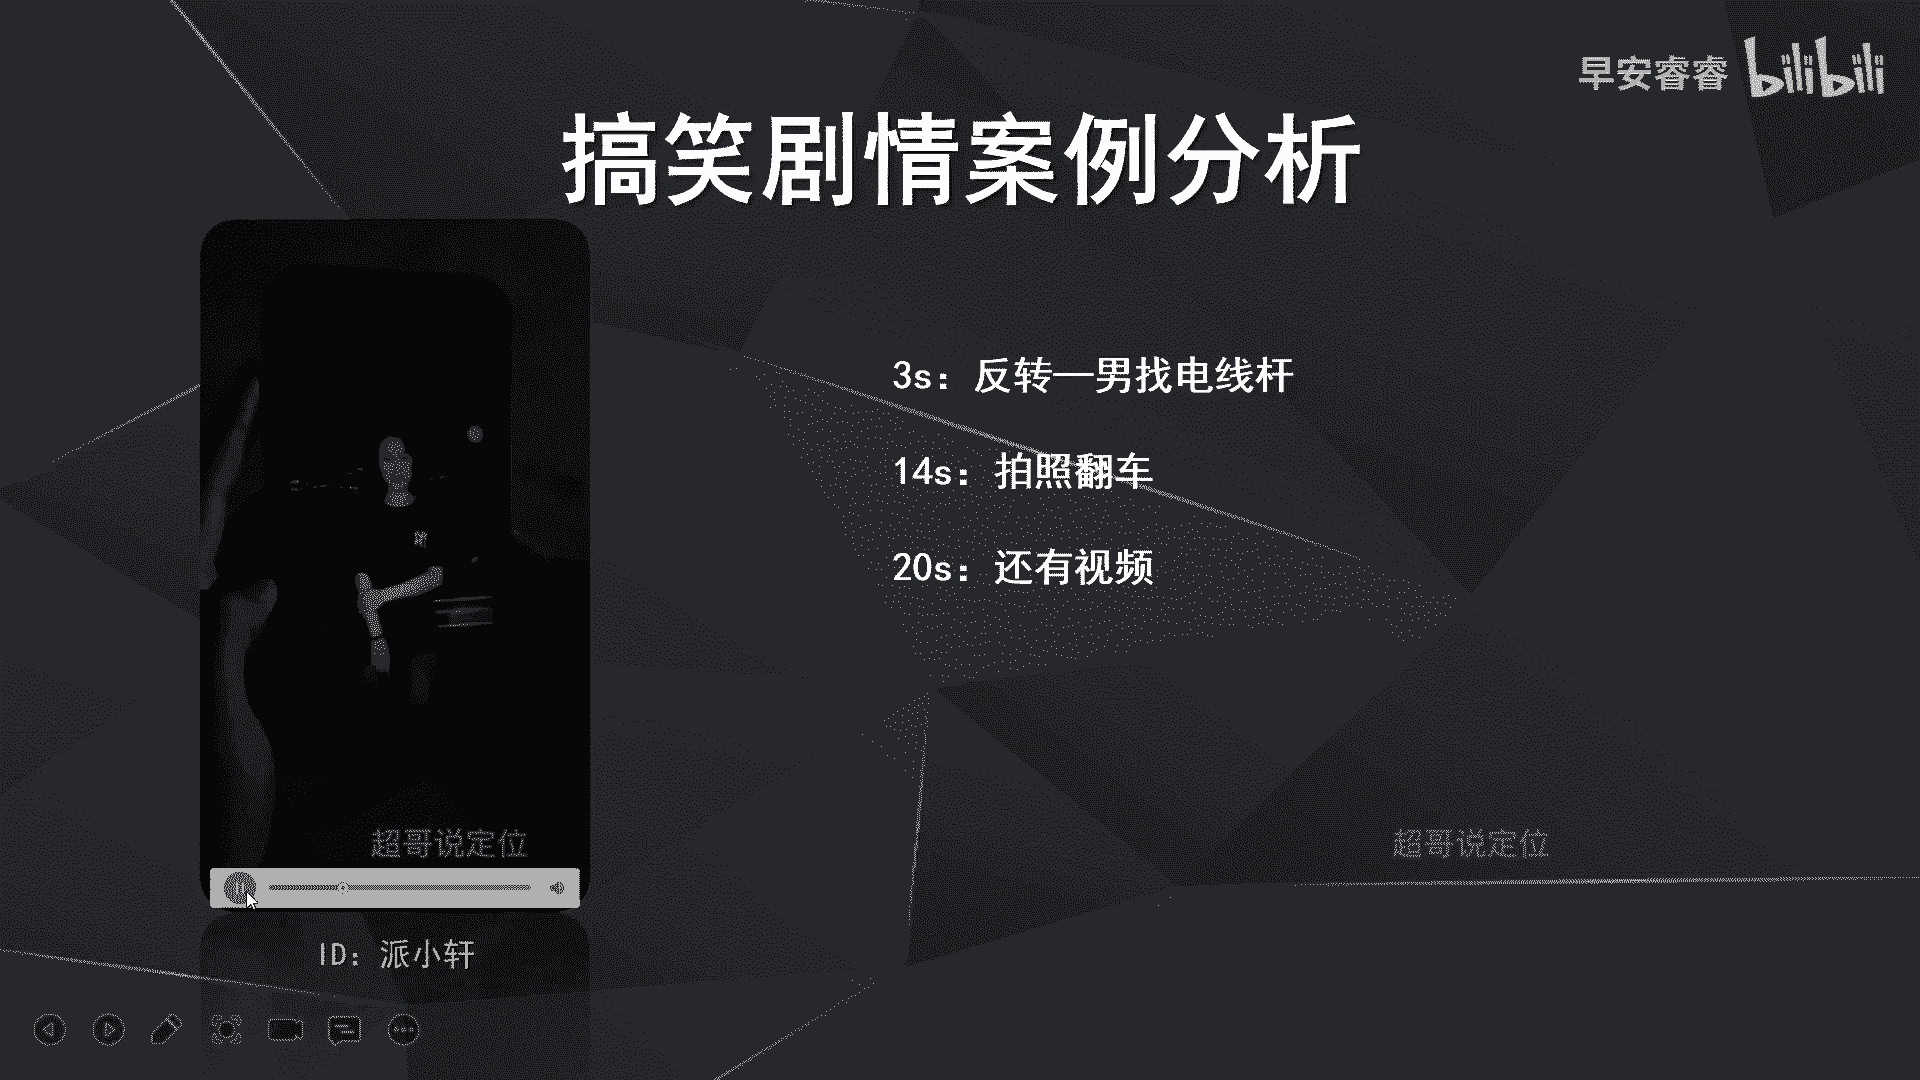 早安睿睿 bilibili
搞笑剧情案例分析
3s：反转—男找电线杆
14s：拍照翻车
20s：还有视频
超哥说定位
超哥说定位
ID：派小轩